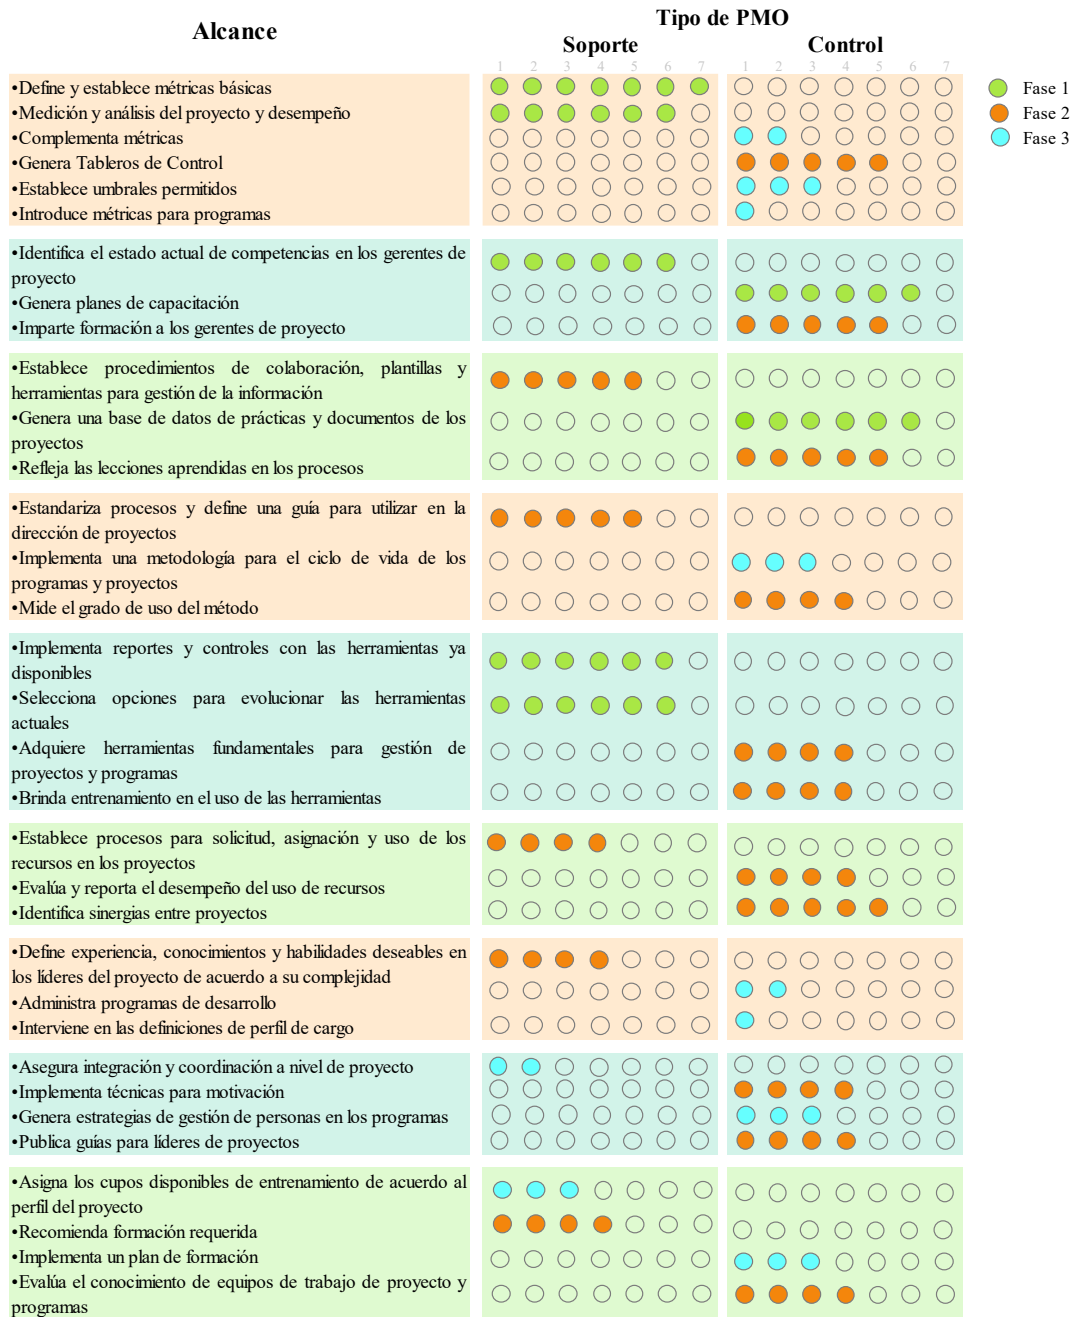 Alcance
Tipo de PMO
Soporte
Control
1 2 3 4 5 6 7
1 2 3 4 5 6 7
•Define y establece métricas básicas
•Medición y análisis del proyecto y desempeño
•Complementa métricas
•Genera Tableros de Control
•Establece umbrales permitidos
•Introduce métricas para programas
Fase 1
Fase 2
Fase 3
•Identifica el estado actual de competencias en los gerentes de
proyecto
•Genera planes de capacitación
•Imparte formación a los gerentes de proyecto
•Establece procedimientos de colaboración, plantillas y
herramientas para gestión de la información
•Genera una base de datos de prácticas y documentos de los
proyectos
•Refleja las lecciones aprendidas en los procesos
•Estandariza procesos y define una guía para utilizar en la
dirección de proyectos
•Implementa una metodología para el ciclo de vida de los
programas y proyectos
•Mide el grado de uso del método
•Implementa reportes y controles con las herramientas ya
disponibles
•Selecciona opciones para evolucionar las herramientas
actuales
•Adquiere herramientas fundamentales para gestión de
proyectos y programas
•Brinda entrenamiento en el uso de las herramientas
•Establece procesos para solicitud, asignación y uso de los
recursos en los proyectos
•Evalúa y reporta el desempeño del uso de recursos
•Identifica sinergias entre proyectos
•Define experiencia, conocimientos y habilidades deseables en
los líderes del proyecto de acuerdo a su complejidad
•Administra programas de desarrollo
•Interviene en las definiciones de perfil de cargo
•Asegura integración y coordinación a nivel de proyecto
•Implementa técnicas para motivación
•Genera estrategias de gestión de personas en los programas
•Publica guías para líderes de proyectos
•Asigna los cupos disponibles de entrenamiento de acuerdo al
perfil del proyecto
•Recomienda formación requerida
•Implementa un plan de formación
•Evalúa el conocimiento de equipos de trabajo de proyecto y
programas